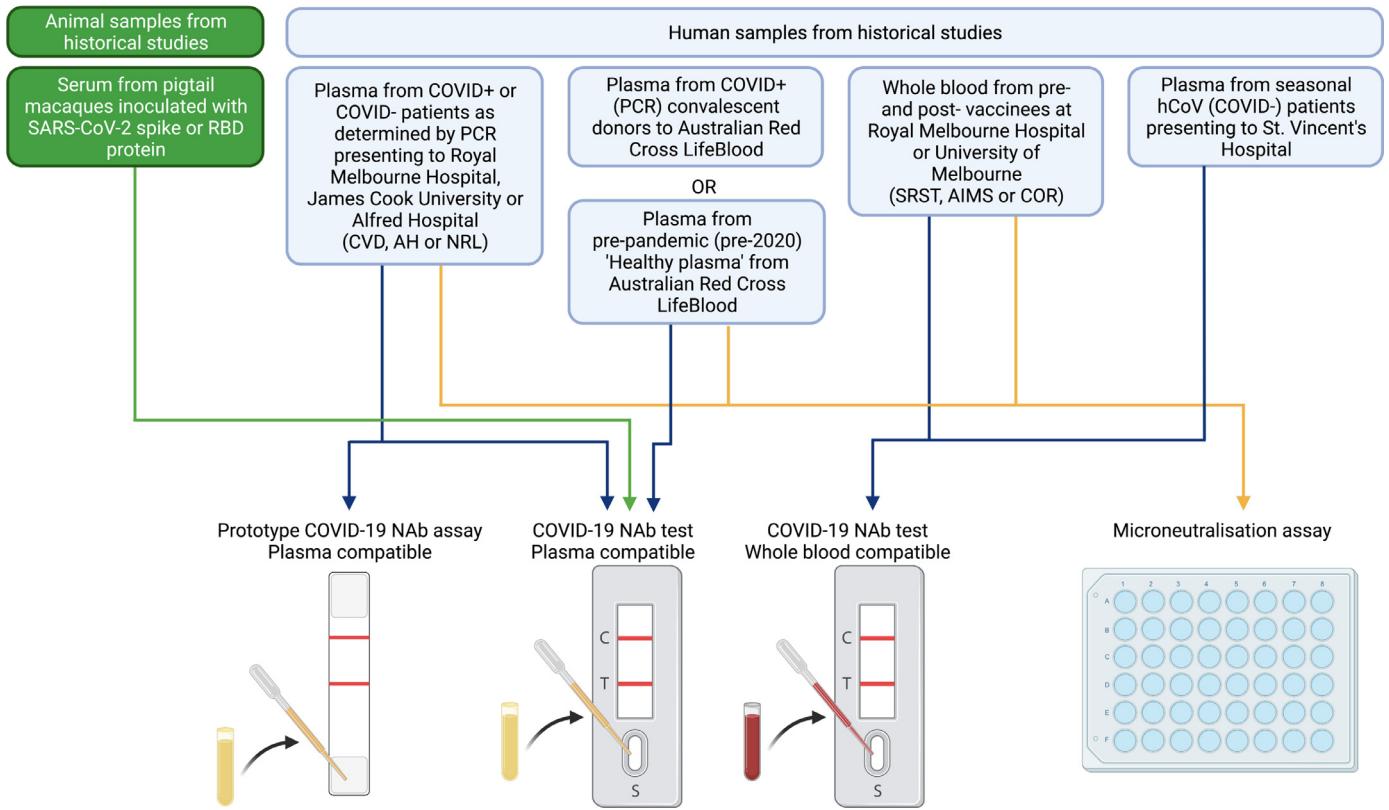 Animal samples from
historical studies
Human samples from historical studies
Serum from pigtail
macaques inoculated with
SARS-CoV-2 spike or RBD
protein
Plasma from COVID+ or
COVID- patients as
determined by PCR
presenting to Royal
Melbourne Hospital,
James Cook University or
Alfred Hospital
(CVD, AH or NRL)
Plasma from COVID+
(PCR) convalescent
donors to Australian Red
Cross LifeBlood
OR
Plasma from
pre-pandemic (pre-2020)
'Healthy plasma' from
Australian Red Cross
LifeBlood
Whole blood from pre-
and post- vaccinees at
Royal Melbourne Hospital
or University of
Melbourne
(SRST, AIMS or COR)
Plasma from seasonal
hCoV (COVID-) patients
presenting to St. Vincent's
Hospital
Prototype COVID-19 NAb assay
Plasma compatible
COVID-19 NAb test
Plasma compatible
C
T
S
COVID-19 NAb test
Whole blood compatible
C
T
S
Microneutralisation assay
1 2 3 4 5 6 7 8
A
B
C
D
E
F